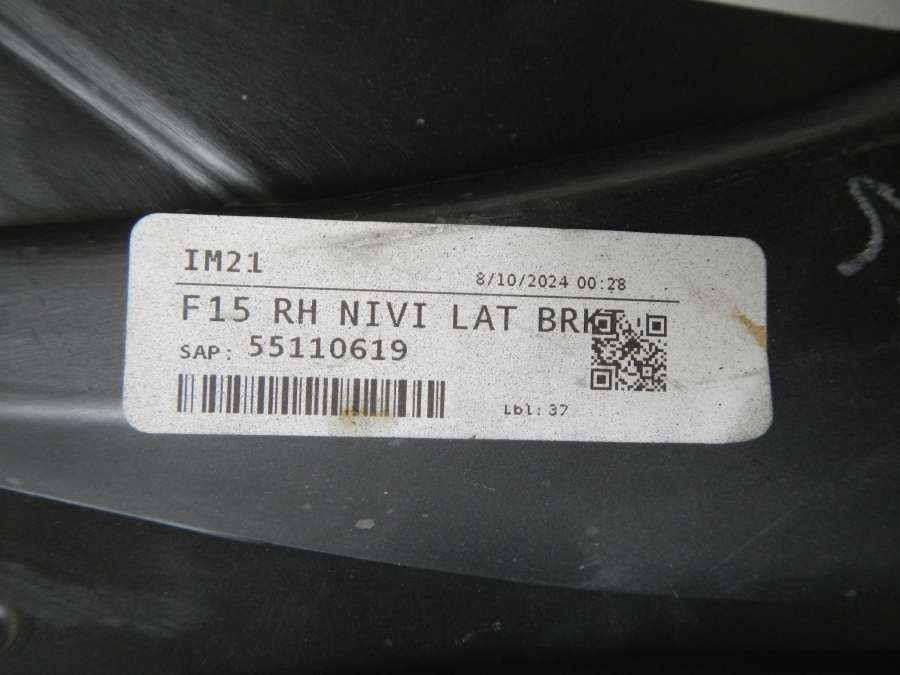 IM21
8/10/2024 00:28
F15 RH NIVI LAT BRKT
SAP: 55110619
Lbl: 37